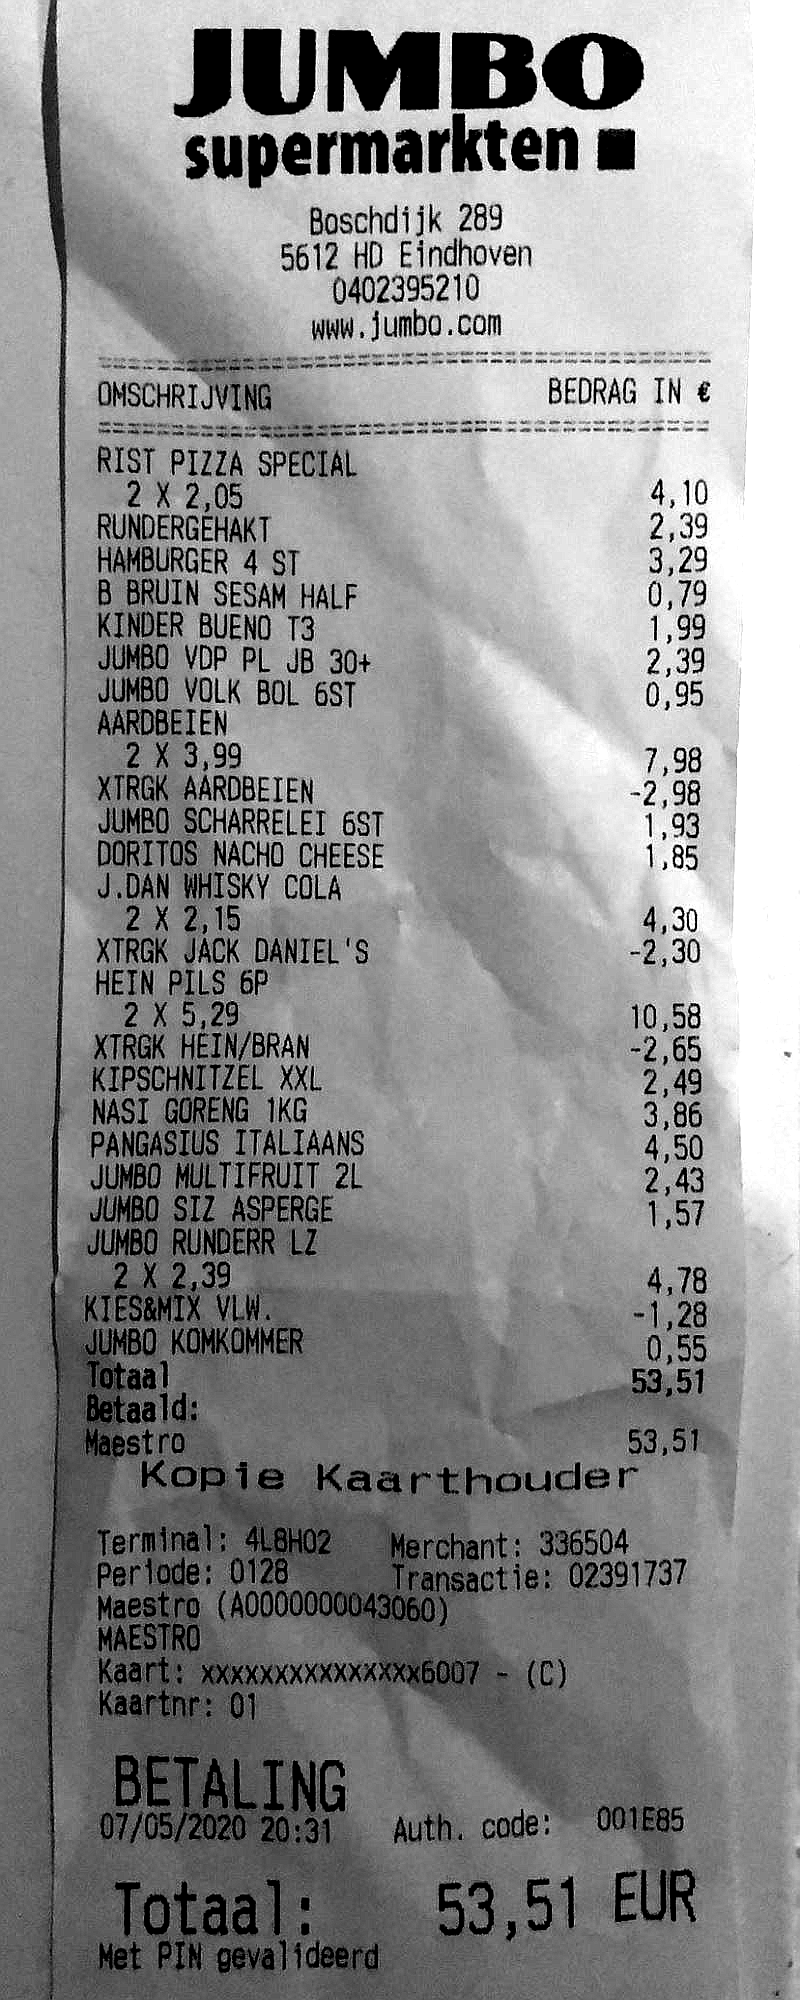 JUMBO
supermarkten
Boschdijk 289
5612 HD Eindhoven
0402395210
www.jumbo.com
OMSCHRIJVING BEDRAG IN €
RIST PIZZA SPECIAL
2 X 2,05 4,10
RUNDERGEHAKT 2,39
HAMBURGER 4 ST 3,29
B BRUIN SESAM HALF 0,79
KINDER BUENO T3 1,99
JUMBO VDP PL JB 30+ 2,39
JUMBO VOLK BOL 6ST 0,95
AARDBEIEN
2 X 3,99 7,98
XTRGK AARDBEIEN -2,98
JUMBO SCHARRELEI 6ST 1,93
DORITOS NACHO CHEESE 1,85
J.DAN WHISKY COLA
2 X 2,15 4,30
XTRGK JACK DANIEL'S -2,30
HEIN PILS 6P
2 X 5,29 10,58
XTRGK HEIN/BRAN -2,65
KIPSCHNITZEL XXL 2,49
NASI GORENG 1KG 3,86
PANGASIUS ITALIAANS 4,50
JUMBO MULTIFRUIT 2L 2,43
JUMBO SIZ ASPERGE 1,57
JUMBO RUNDERR LZ
2 X 2,39 4,78
KIES&MIX VLW. -1,28
JUMBO KOMKOMMER 0,55
Totaal 53,51
Betaald:
Maestro 53,51
Kopie Kaarthouder
Terminal: 4L8H02 Merchant: 336504
Periode: 0128 Transactie: 02391737
Maestro (A0000000043060)
MAESTRO
Kaart: xxxxxxxxxxxxxxx6007 - (C)
Kaartnr: 01
BETALING
07/05/2020 20:31 Auth. code: 001E85
Totaal: 53,51 EUR
Met PIN gevalideerd